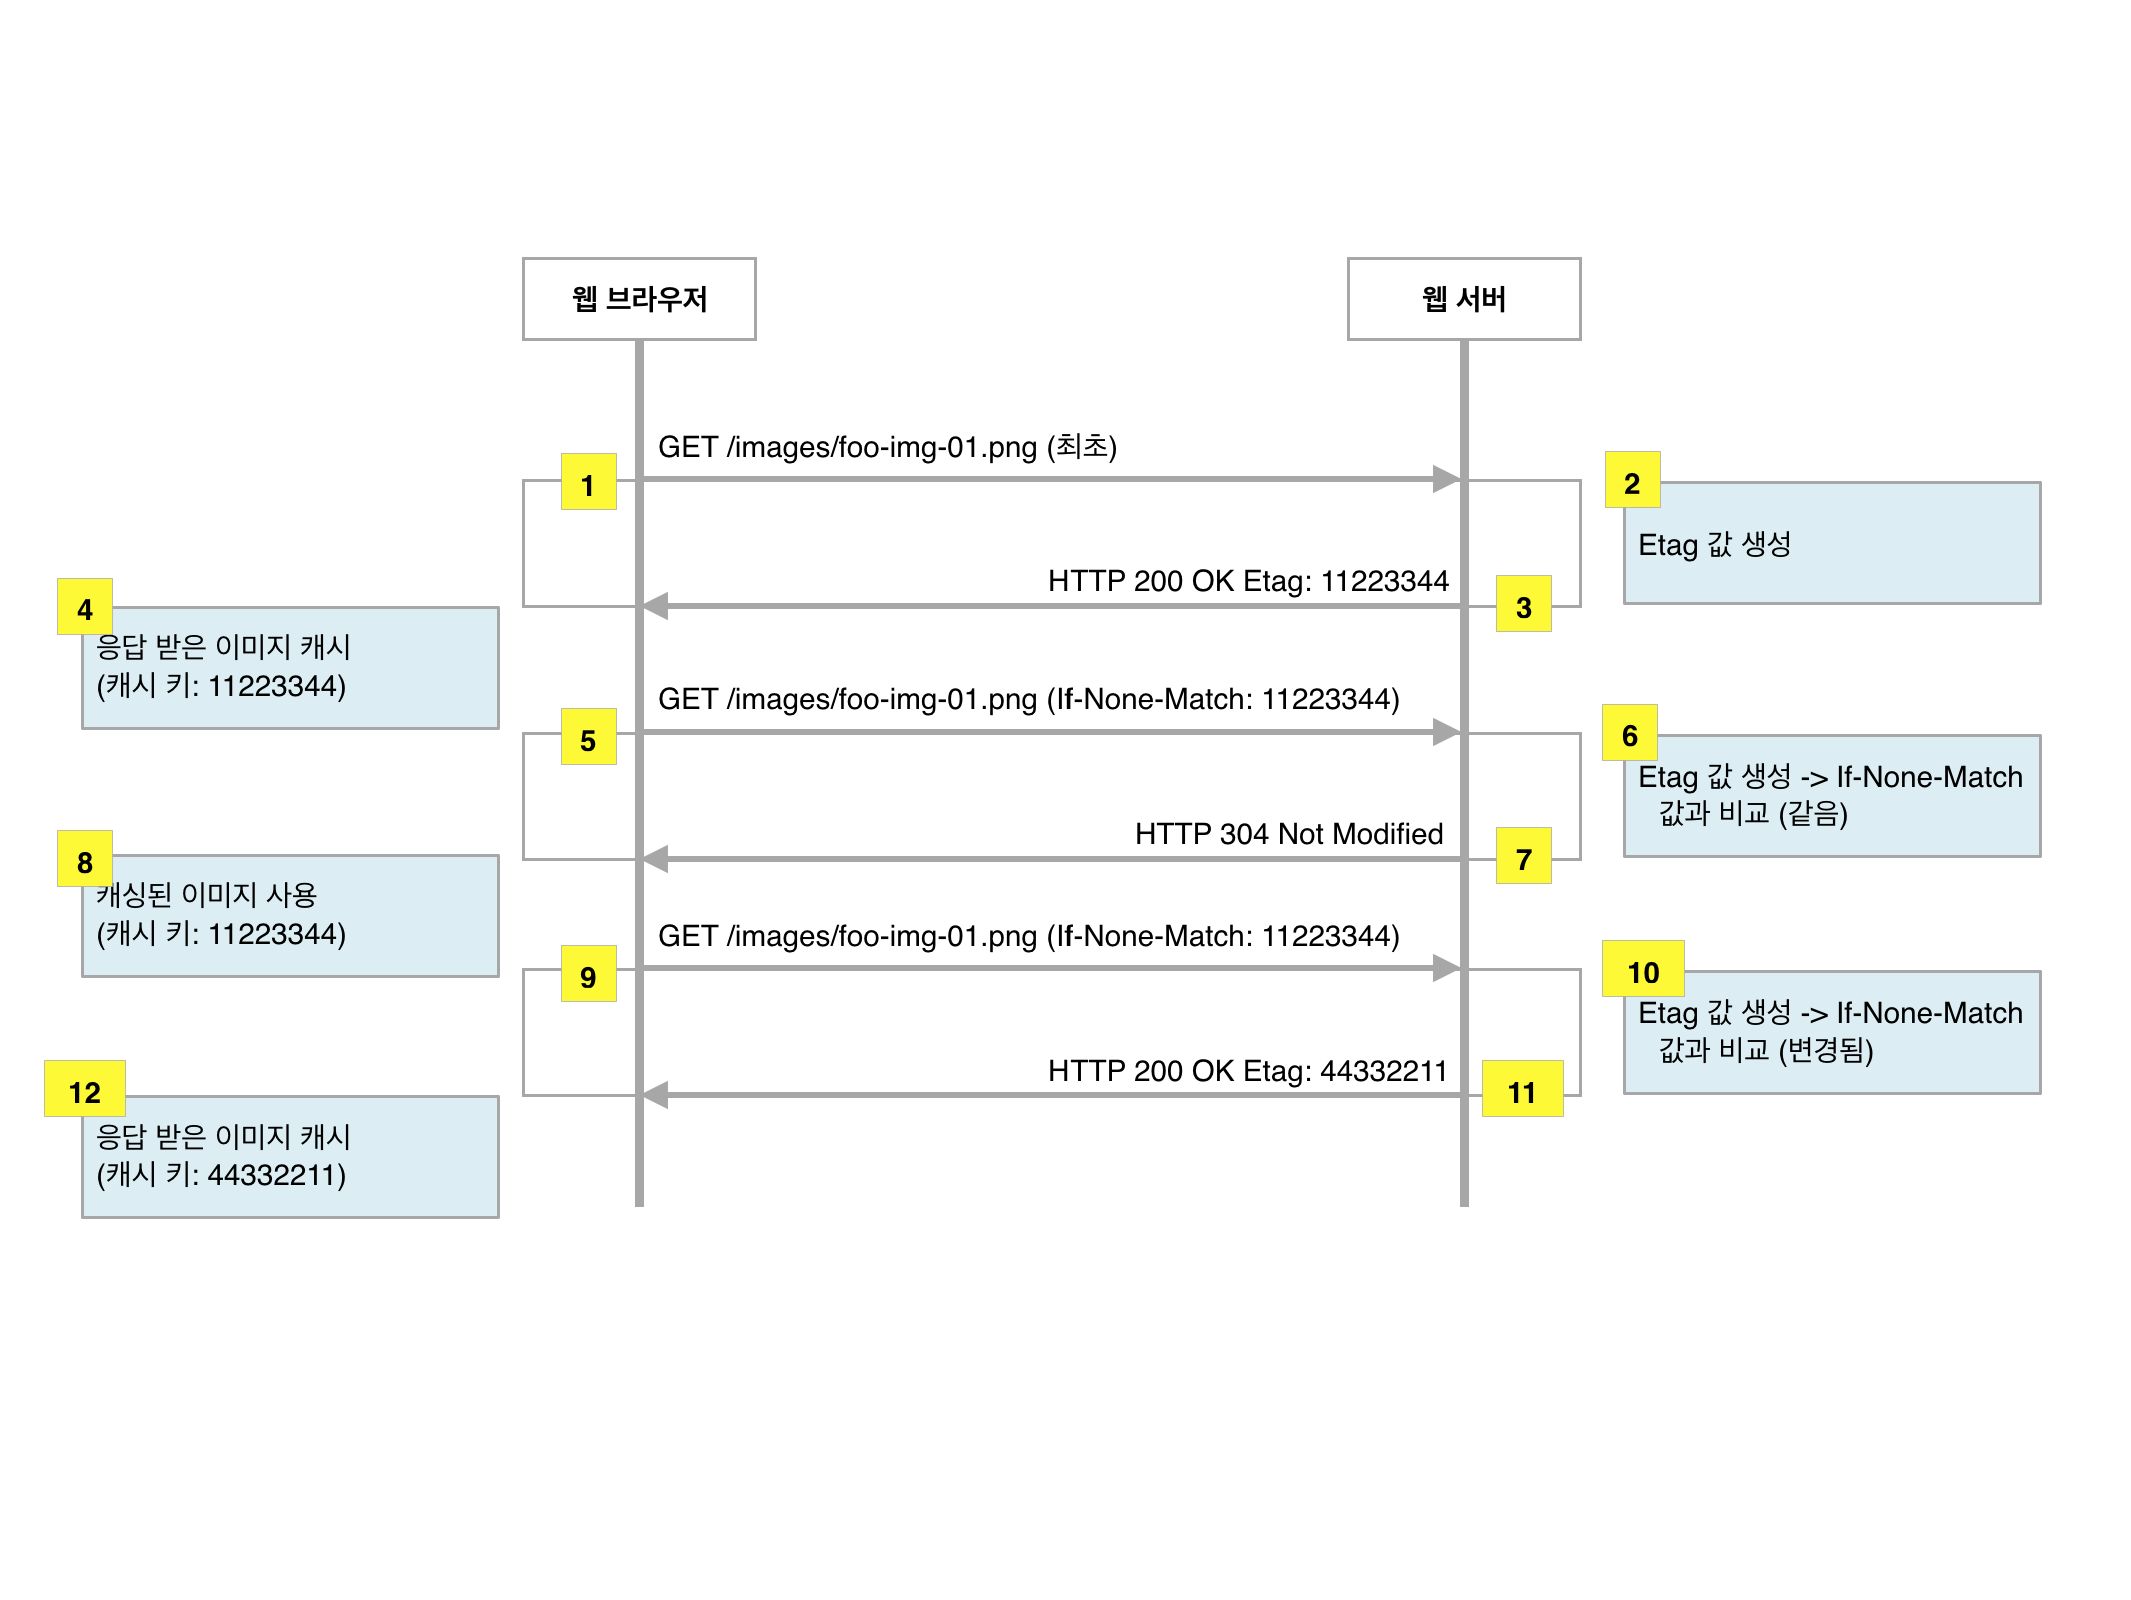 웹 브라우저
웹 서버
GET /images/foo-img-01.png (최초)
1
2
Etag 값 생성
HTTP 200 OK Etag: 11223344
3
4
응답 받은 이미지 캐시
(캐시 키: 11223344)
GET /images/foo-img-01.png (If-None-Match: 11223344)
5
6
Etag 값 생성 -> If-None-Match
값과 비교 (같음)
HTTP 304 Not Modified
7
8
캐싱된 이미지 사용
(캐시 키: 11223344)
GET /images/foo-img-01.png (If-None-Match: 11223344)
9
10
Etag 값 생성 -> If-None-Match
값과 비교 (변경됨)
HTTP 200 OK Etag: 44332211
11
12
응답 받은 이미지 캐시
(캐시 키: 44332211)